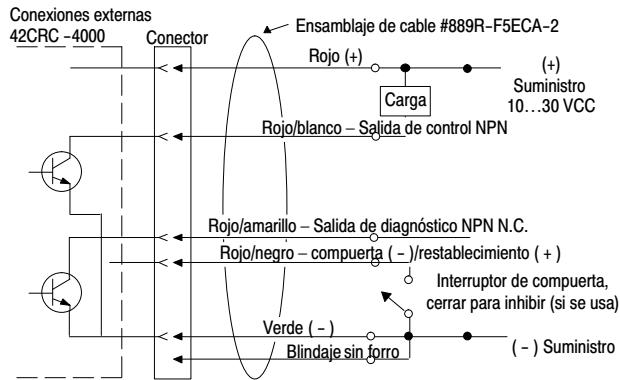 Conexiones externas
42CRC -4000
Conector
Ensamblaje de cable #889R-F5ECA-2
Rojo (+)
(+)
Suministro
10…30 VCC
Carga
Rojo/blanco – Salida de control NPN
Rojo/amarillo – Salida de diagnóstico NPN N.C.
Rojo/negro – compuerta ( - )/restablecimiento ( + )
Interruptor de compuerta,
cerrar para inhibir (si se usa)
Verde ( - )
( - ) Suministro
Blindaje sin forro